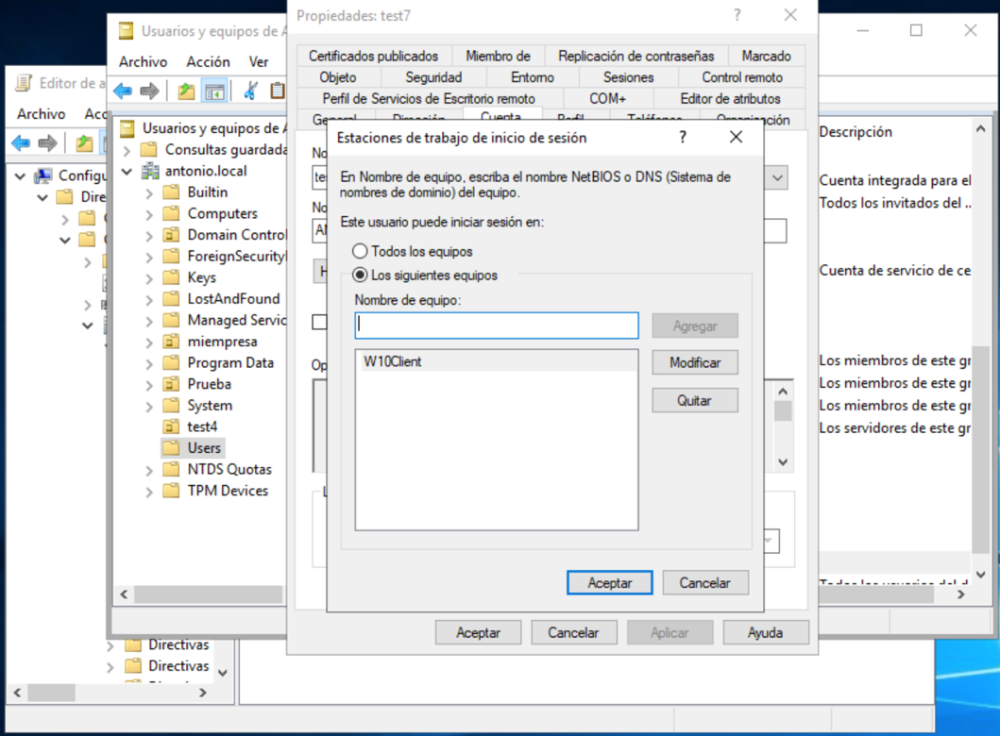 Propiedades: test7
Usuarios y equipos de A
Archivo Acción Ver
Editor de a
Archivo Acc
Certificados publicados Miembro de Replicación de contraseñas Marcado
Objeto Seguridad Entorno Sesiones Control remoto
Perfil de Servicios de Escritorio remoto COM+ Editor de atributos
General Dirección Cuenta Perfil Teléfonos Organización
Estaciones de trabajo de inicio de sesión
En Nombre de equipo, escriba el nombre NetBIOS o DNS (Sistema de
nombres de dominio) del equipo.
Este usuario puede iniciar sesión en:
Todos los equipos
Los siguientes equipos
Nombre de equipo:
Agregar
W10Client
Modificar
Quitar
Aceptar Cancelar
Aceptar Cancelar Aplicar Ayuda
No
te
No
AN
H
Op
L
Usuarios y equipos de A
Consultas guardada
antonio.local
Builtin
Computers
Domain Control
ForeignSecurityl
Keys
LostAndFound
Managed Servic
miempresa
Program Data
Prueba
System
test4
Users
NTDS Quotas
TPM Devices
Configu
Dire
Directivas
Directivas
Descripción
Cuenta integrada para el
Todos los invitados del ...
Cuenta de servicio de ce
Los miembros de este gr
Los miembros de este gr
Los miembros de este gr
Los servidores de este gr
Todos los usuarios del d